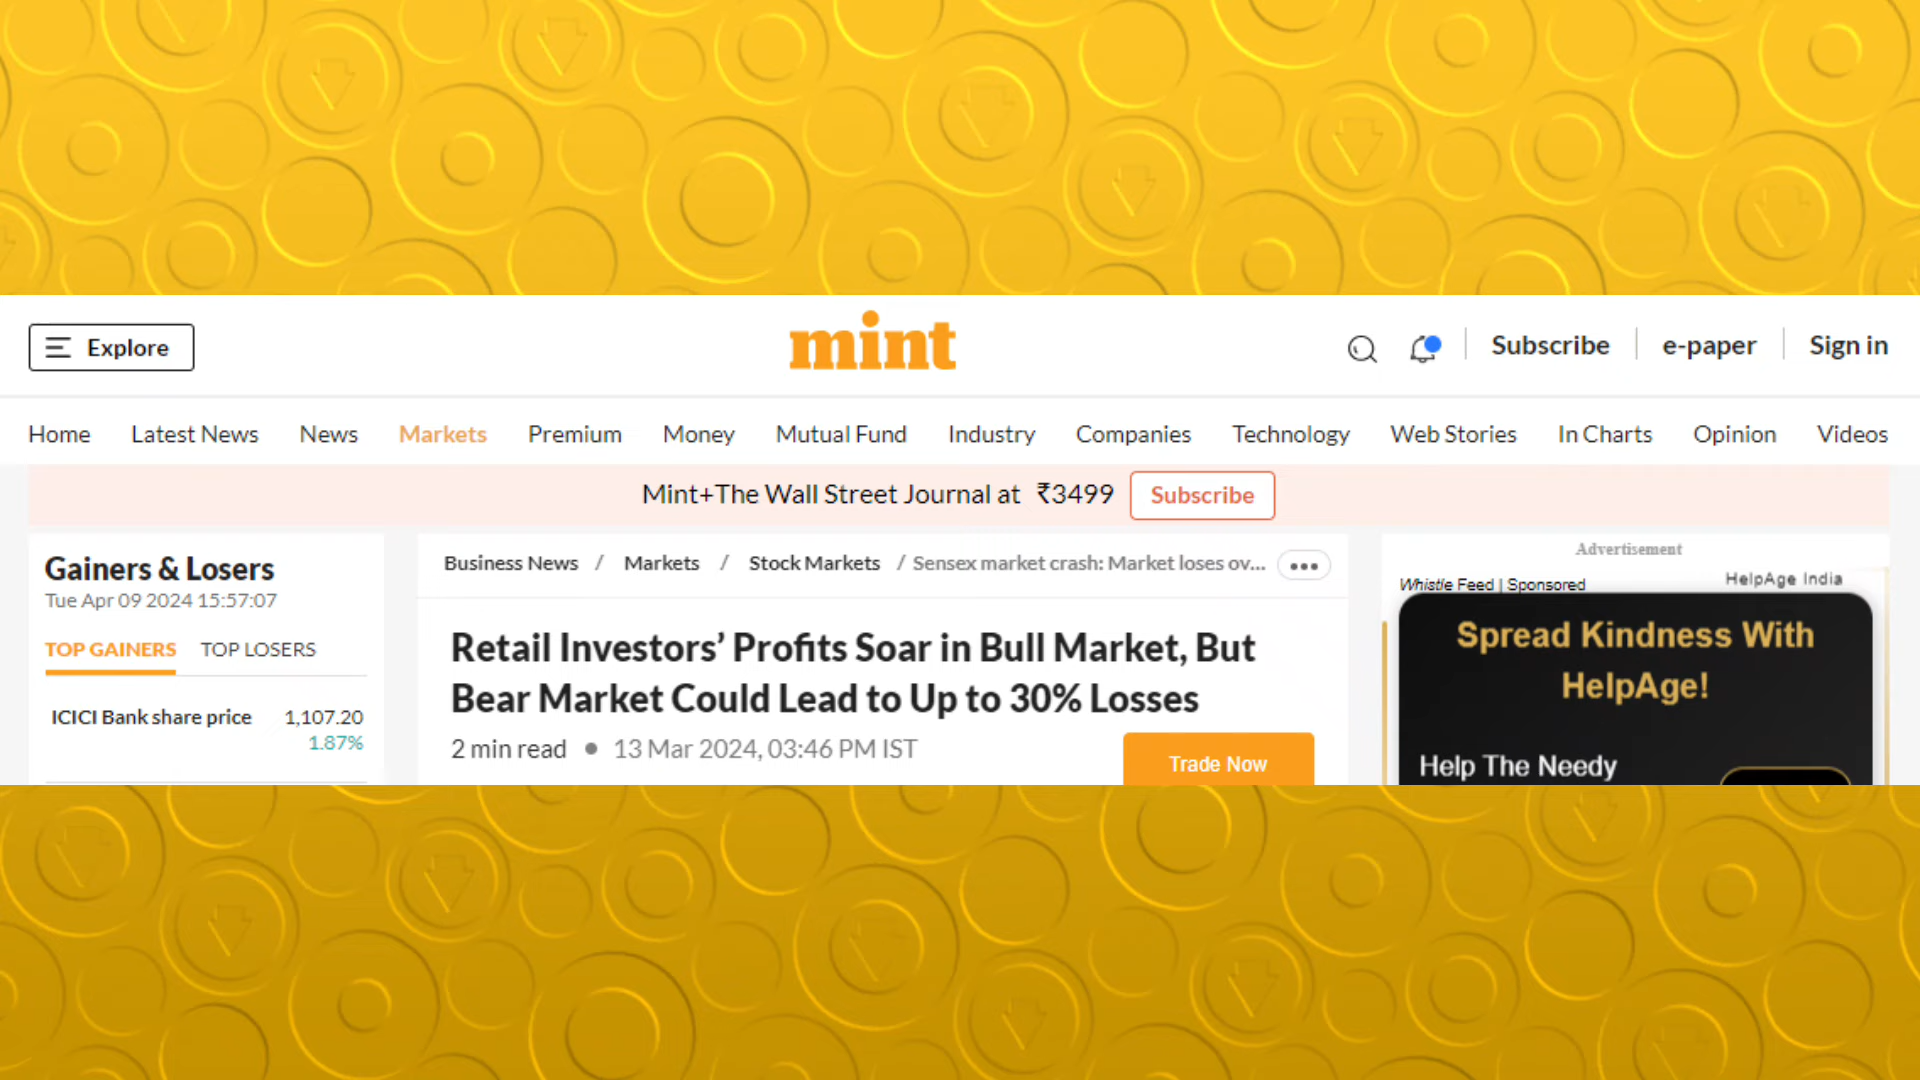 Explore
mint
Subscribe
e-paper
Sign in
Home
Latest News
News
Markets
Premium
Money
Mutual Fund
Industry
Companies
Technology
Web Stories
In Charts
Opinion
Videos
Mint+The Wall Street Journal at ₹3499
Subscribe
Gainers & Losers
Tue Apr 09 2024 15:57:07
TOP GAINERS
TOP LOSERS
ICICI Bank share price
1,107.20
1.87%
Business News / Markets / Stock Markets / Sensex market crash: Market loses ov...
Retail Investors’ Profits Soar in Bull Market, But
Bear Market Could Lead to Up to 30% Losses
2 min read • 13 Mar 2024, 03:46 PM IST
Trade Now
Advertisement
Whistle Feed | Sponsored
HelpAge India
Spread Kindness With
HelpAge!
Help The Needy